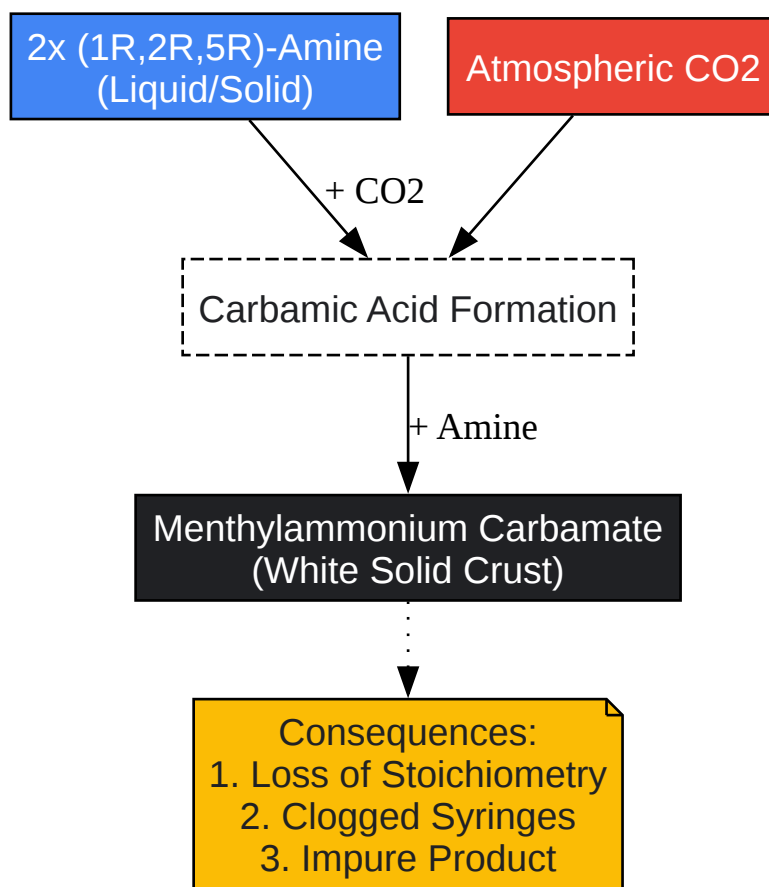 2x (1R,2R,5R)-Amine
(Liquid/Solid)
Atmospheric CO2
+ CO2
Carbamic Acid Formation
+ Amine
Menthylammonium Carbamate
(White Solid Crust)
Consequences:
1. Loss of Stoichiometry
2. Clogged Syringes
3. Impure Product